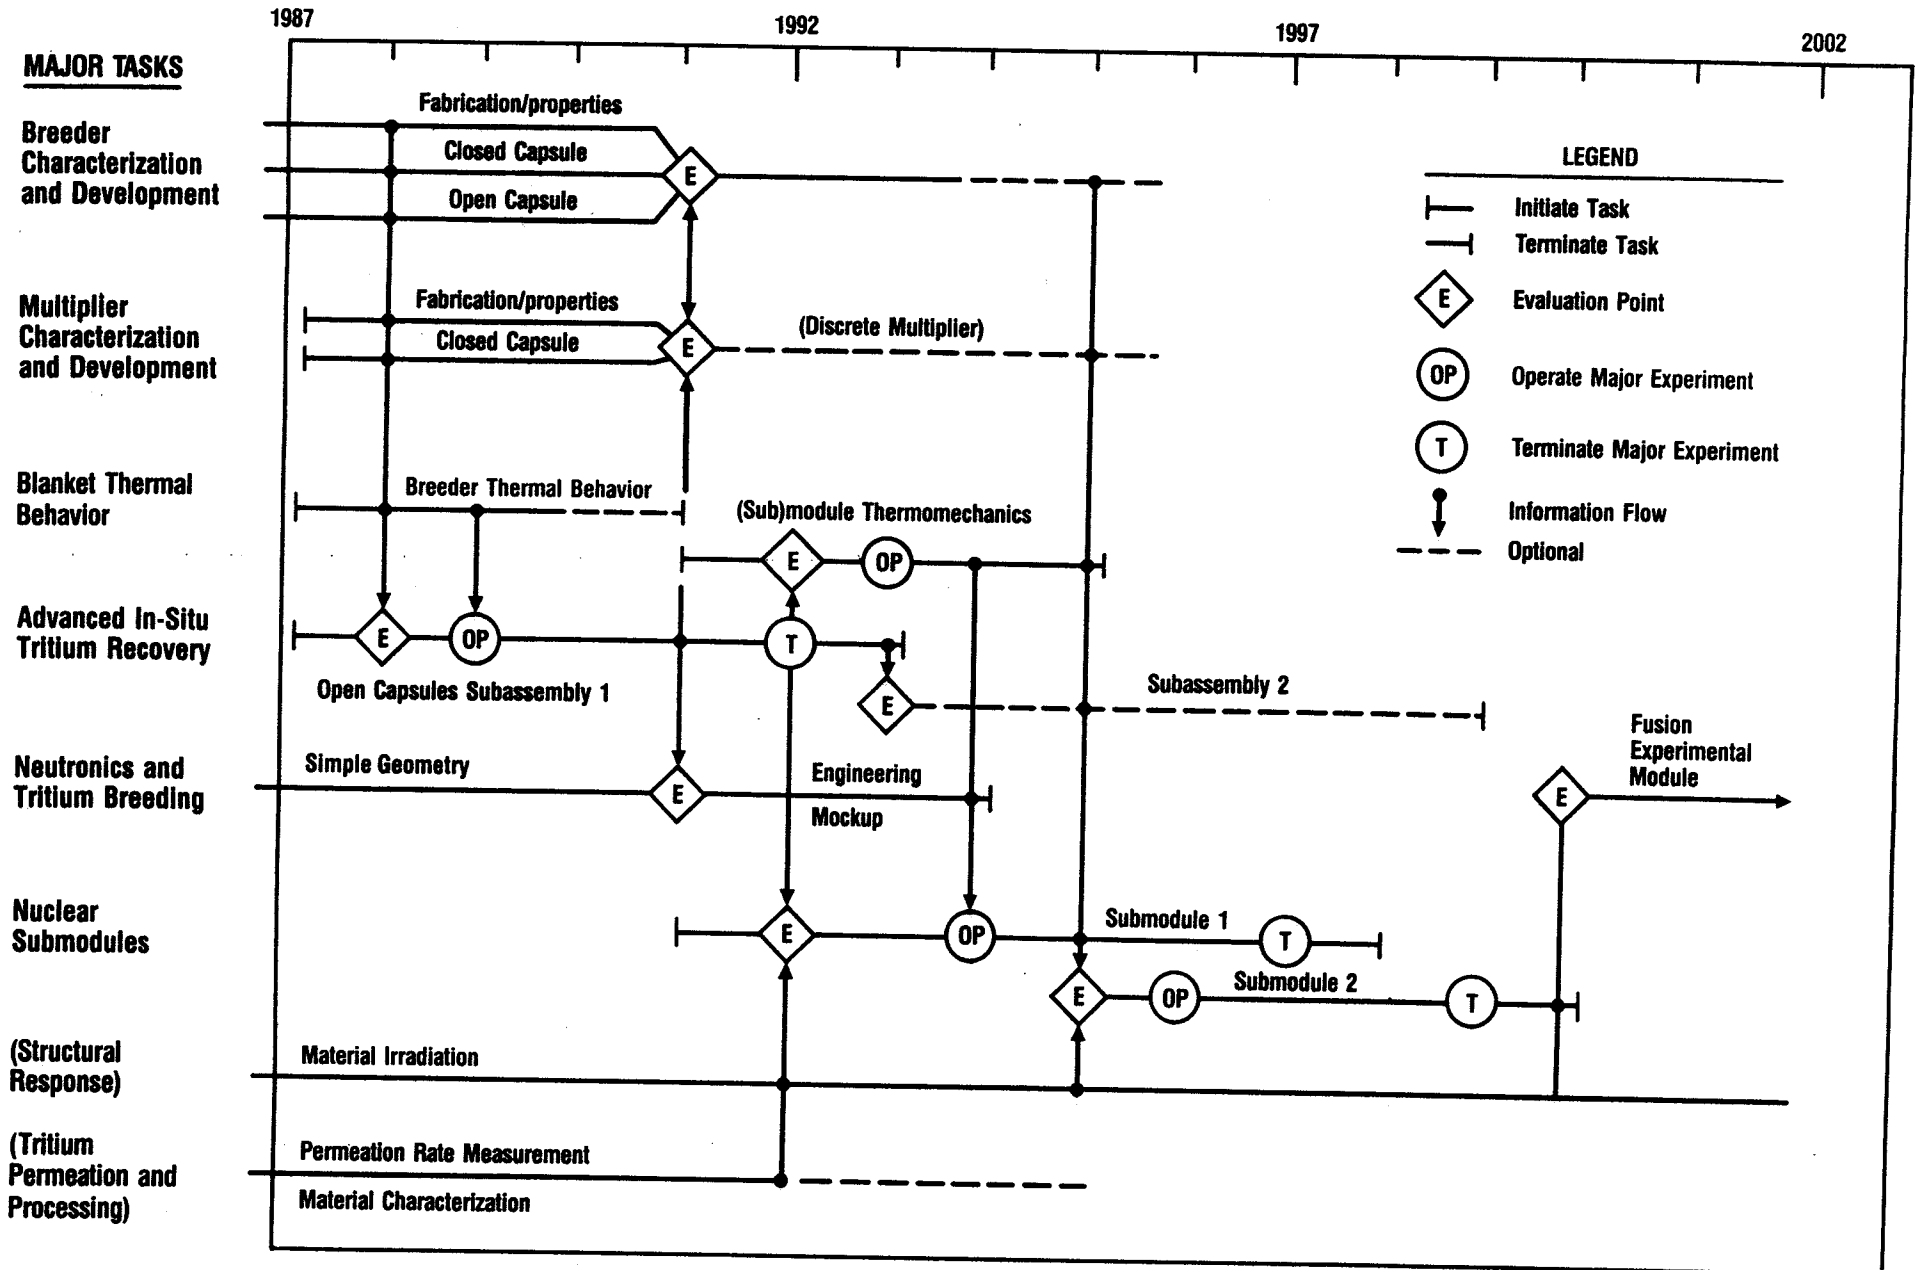 1987
1992
1997
2002
MAJOR TASKS
Breeder
Characterization
and Development
Fabrication/properties
Closed Capsule
Open Capsule
E
Multiplier
Characterization
and Development
Fabrication/properties
Closed Capsule
E
(Discrete Multiplier)
Blanket Thermal
Behavior
Breeder Thermal Behavior
(Sub)module Thermomechanics
E
OP
Advanced In-Situ
Tritium Recovery
E
OP
T
Open Capsules Subassembly 1
E
Subassembly 2
Neutronics and
Tritium Breeding
Simple Geometry
E
Engineering
Mockup
E
Fusion
Experimental
Module
Nuclear
Submodules
E
OP
Submodule 1
T
E
OP
Submodule 2
T
(Structural
Response)
Material Irradiation
(Tritium
Permeation and
Processing)
Permeation Rate Measurement
Material Characterization
LEGEND
Initiate Task
Terminate Task
E
Evaluation Point
OP
Operate Major Experiment
T
Terminate Major Experiment
Information Flow
Optional